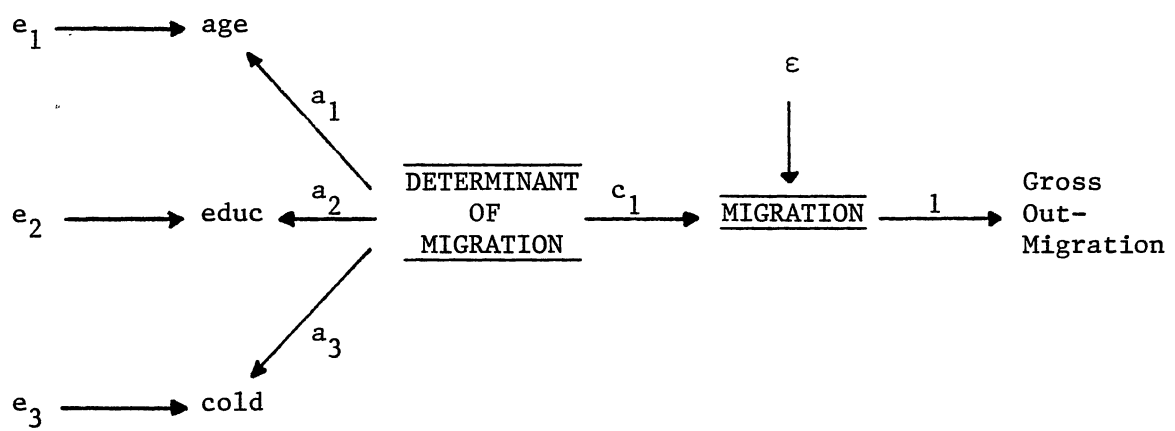 e1 age
ε
a1
DETERMINANT
OF
MIGRATION
e2 educ a2 c1 MIGRATION 1
Gross
Out-
Migration
a3
e3 cold